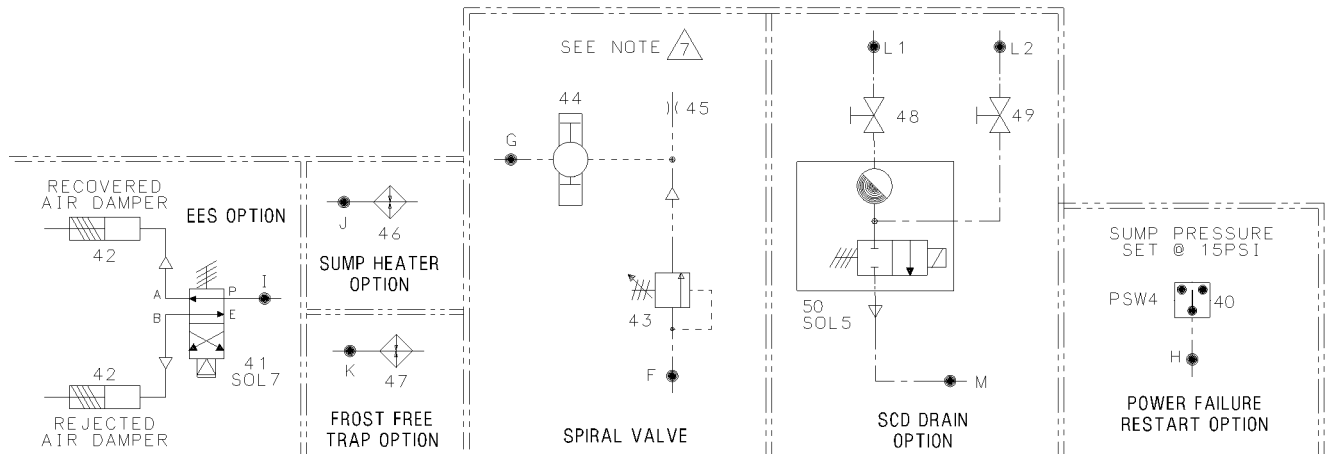 RECOVERED
AIR DAMPER
42
EES OPTION
A
P
I
B
E
41
SOL7
42
REJECTED
AIR DAMPER
J
46
SUMP HEATER
OPTION
K
47
FROST FREE
TRAP OPTION
SEE NOTE 7
44
45
G
43
F
SPIRAL VALVE
L1
L2
48
49
50
SOL5
M
SCD DRAIN
OPTION
SUMP PRESSURE
SET @ 15PSI
PSW4
40
H
POWER FAILURE
RESTART OPTION